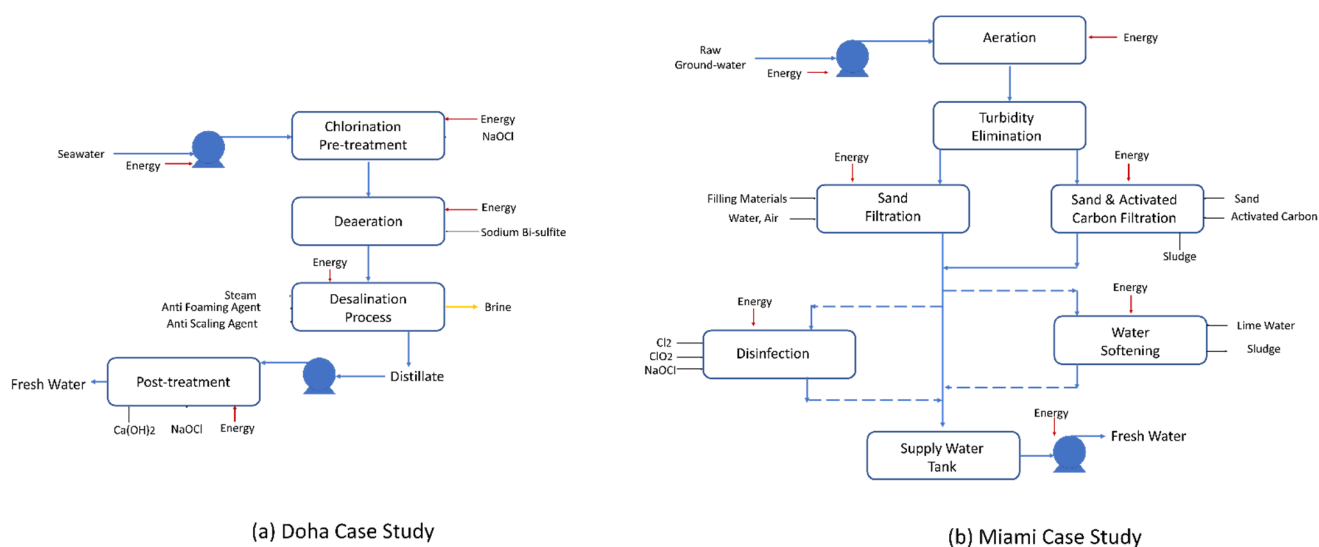 Seawater
Energy
Chlorination
Pre-treatment
Energy
NaOCl
Deaeration
Energy
Sodium Bi-sulfite
Energy
Steam
Anti Foaming Agent
Anti Scaling Agent
Desalination
Process
Brine
Distillate
Post-treatment
Fresh Water
Ca(OH)2
NaOCl
Energy
(a) Doha Case Study
Raw
Ground-water
Energy
Aeration
Energy
Turbidity
Elimination
Energy
Filling Materials
Water, Air
Sand
Filtration
Energy
Sand & Activated
Carbon Filtration
Sand
Activated Carbon
Sludge
Energy
Cl2
ClO2
NaOCl
Disinfection
Energy
Water
Softening
Lime Water
Sludge
Supply Water
Tank
Energy
Fresh Water
(b) Miami Case Study